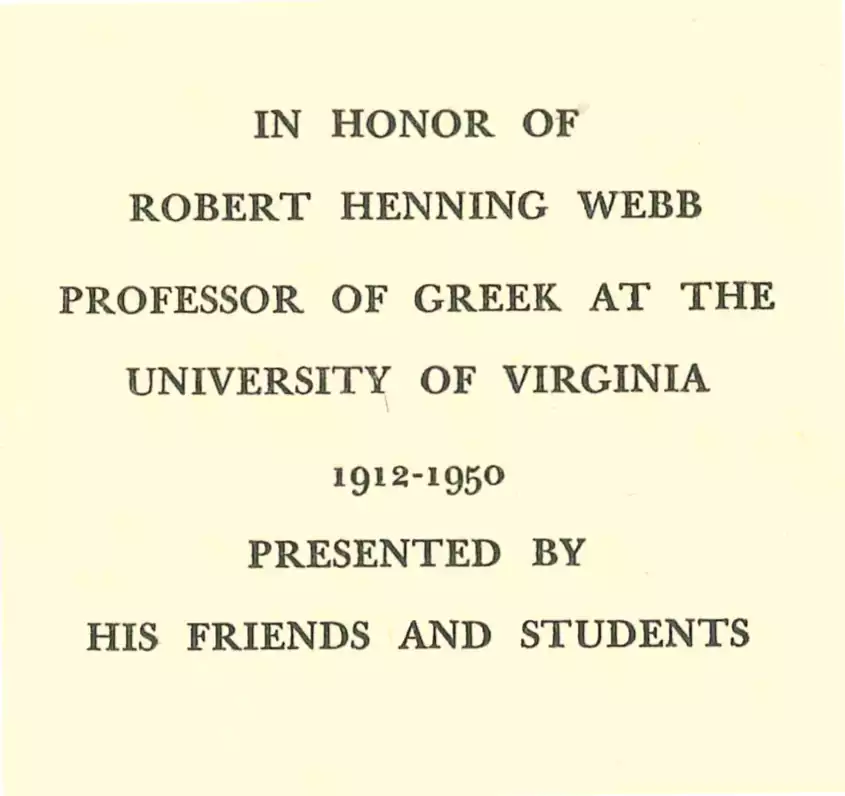 IN HONOR OF
ROBERT HENNING WEBB
PROFESSOR OF GREEK AT THE
UNIVERSITY OF VIRGINIA
1912-1950
PRESENTED BY
HIS FRIENDS AND STUDENTS